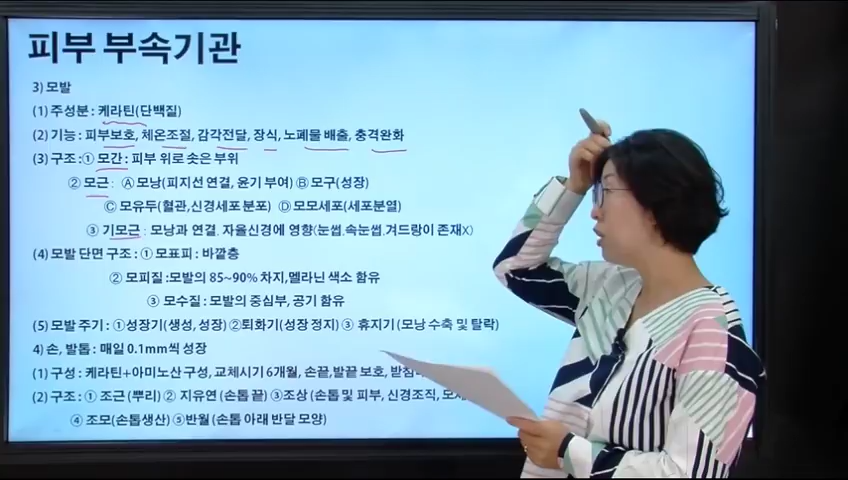 피부 부속기관
3) 모발
(1) 주성분 : 케라틴(단백질)
(2) 기능 : 피부보호, 체온조절, 감각전달, 장식, 노폐물 배출, 충격완화
(3) 구조 : ① 모간 : 피부 위로 솟은 부위
② 모근 : Ⓐ 모낭(피지선 연결, 윤기 부여) Ⓑ 모구(성장)
Ⓒ 모유두(혈관,신경세포분포) Ⓓ 모모세포(세포분열)
③ 기모근 : 모낭과 연결, 자율신경에 영향(눈썹,속눈썹,겨드랑이 존재X)
(4) 모발 단면 구조 : ① 모표피 : 바깥층
② 모피질 :모발의 85~90% 차지,멜라닌 색소 함유
③ 모수질 : 모발의 중심부, 공기 함유
(5) 모발 주기 : ①성장기(생성, 성장) ②퇴화기(성장 정지) ③ 휴지기 (모낭 수축 및 탈락)
4) 손, 발톱 : 매일 0.1mm씩 성장
(1) 구성 : 케라틴+아미노산 구성, 교체시기 6개월, 손끝,발끝 보호,
(2) 구조 : ① 조근 (뿌리) ② 지유연 (손톱 끝) ③조상 (손톱 및 피부, 신경조직,
④ 조모(손톱생산) ⑤반월 (손톱 아래 반달 모양)